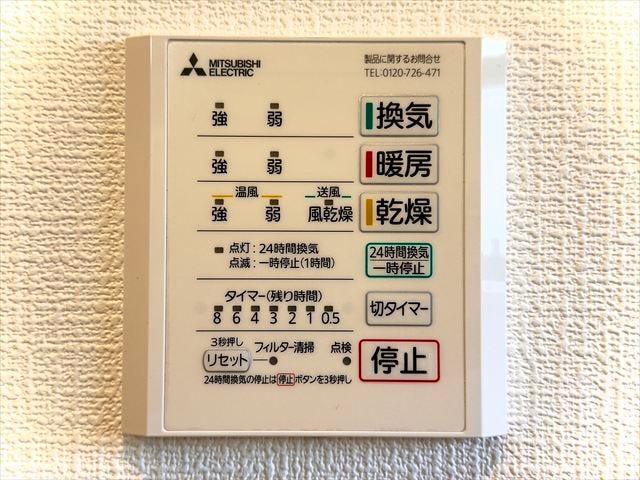 MITSUBISHI
ELECTRIC
製品に関するお問合せ
TEL:0120-726-471
強 弱 換気
強 弱 暖房
温風 送風
強 弱 風乾燥 乾燥
点灯:24時間換気
点滅:一時停止(1時間)
24時間換気
一時停止
タイマー(残り時間)
8 6 4 3 2 1 0.5
切タイマー
3秒押し
リセット フィルター清掃 点検
停止
24時間換気の停止は停止ボタンを3秒押し